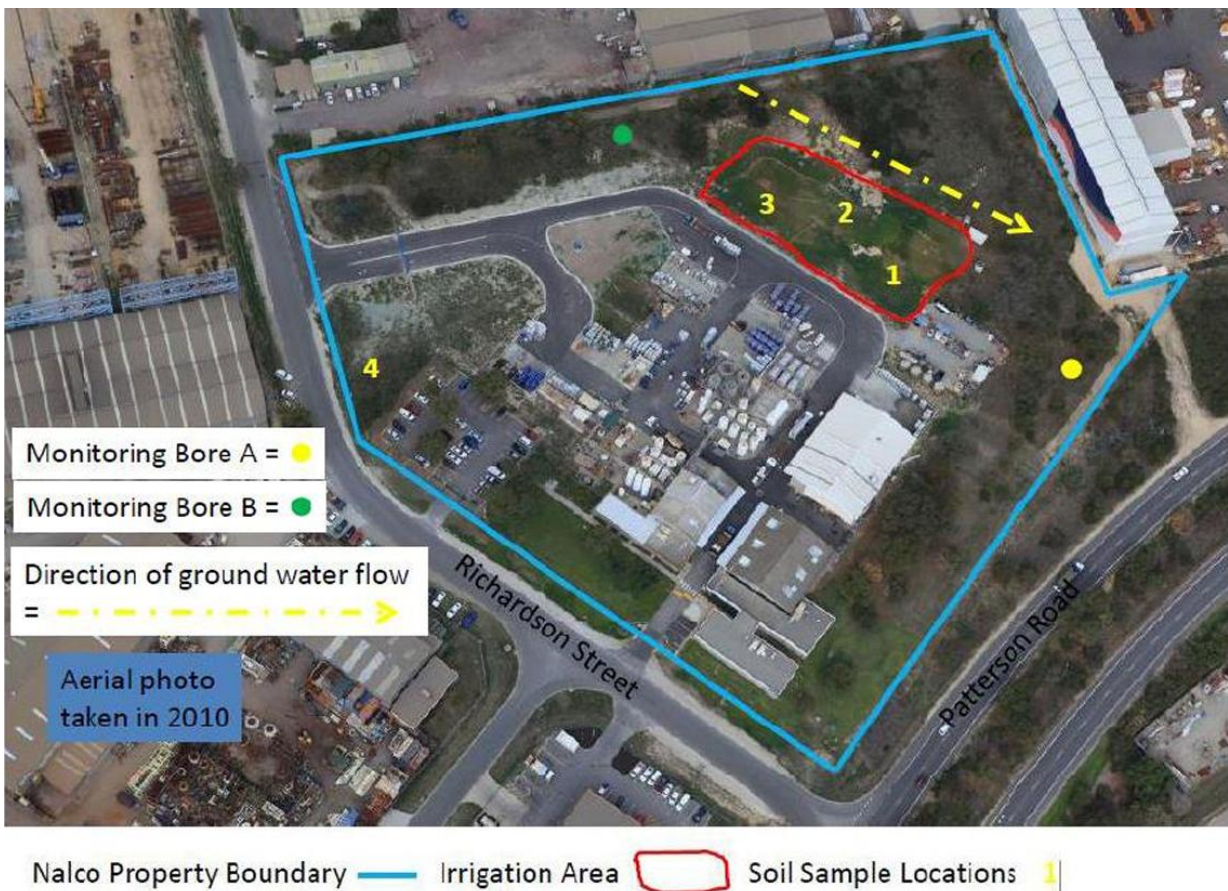 3
2
1
4
Monitoring Bore A =
Monitoring Bore B =
Direction of ground water flow
=
Aerial photo
taken in 2010
Richardson Street
Patterson Road
Nalco Property Boundary
Irrigation Area
Soil Sample Locations 1